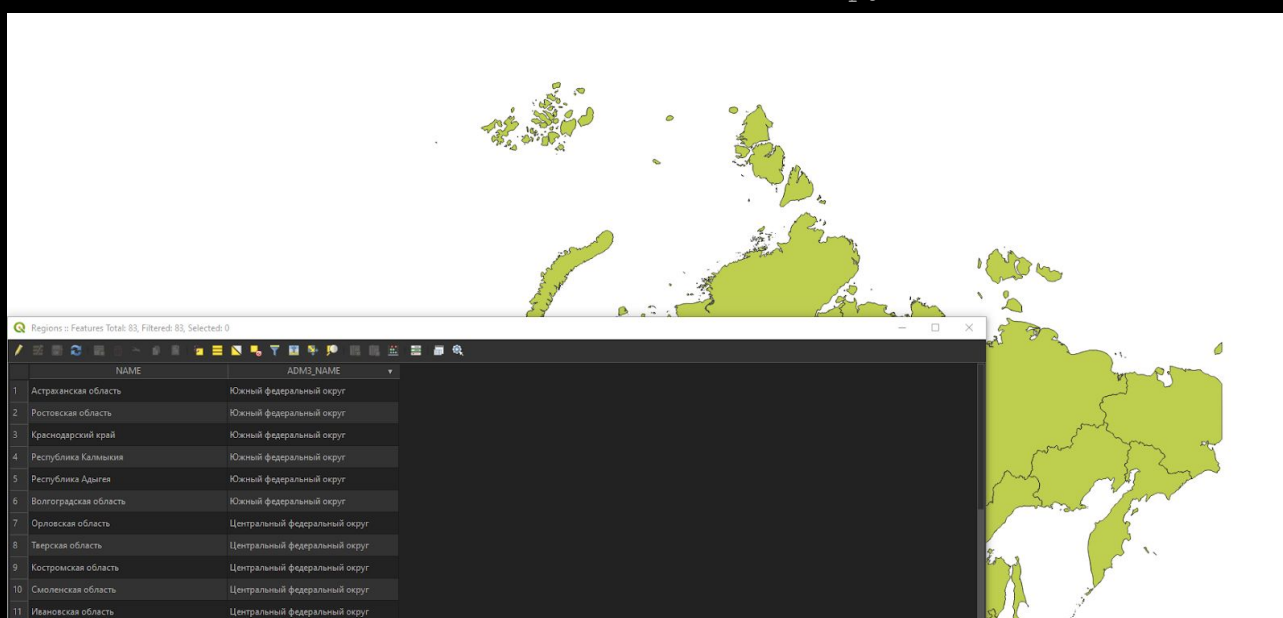 Regions :: Features Total: 83, Filtered: 83, Selected: 0
NAME ADM3_NAME
1 Астраханская область Южный федеральный округ
2 Ростовская область Южный федеральный округ
3 Краснодарский край Южный федеральный округ
4 Республика Калмыкия Южный федеральный округ
5 Республика Адыгея Южный федеральный округ
6 Волгоградская область Южный федеральный округ
7 Орловская область Центральный федеральный округ
8 Тверская область Центральный федеральный округ
9 Костромская область Центральный федеральный округ
10 Смоленская область Центральный федеральный округ
11 Ивановская область Центральный федеральный округ